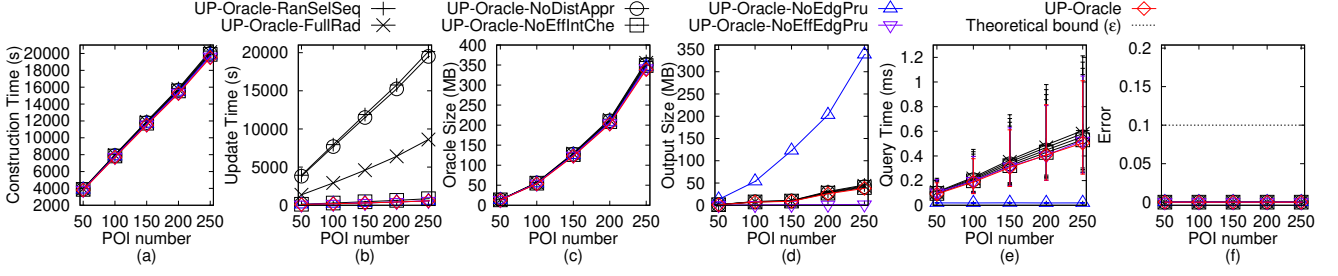 UP-Oracle-RanSelSeq
UP-Oracle-NoDistAppr
UP-Oracle-NoEdgPru
UP-Oracle
UP-Oracle-FullRad
UP-Oracle-NoEffIntChe
UP-Oracle-NoEffEdgPru
Theoretical bound (ε)
Construction Time (s)
20000
18000
16000
14000
12000
10000
8000
6000
4000
2000
50 100 150 200 250
POI number
(a)
Update Time (s)
20000
15000
10000
5000
0
50 100 150 200 250
POI number
(b)
Oracle Size (MB)
400
350
300
250
200
150
100
50
0
50 100 150 200 250
POI number
(c)
Output Size (MB)
350
300
250
200
150
100
50
0
50 100 150 200 250
POI number
(d)
Query Time (ms)
1.2
1
0.8
0.6
0.4
0.2
0
50 100 150 200 250
POI number
(e)
Error
0.2
0.15
0.1
0.05
0
50 100 150 200 250
POI number
(f)